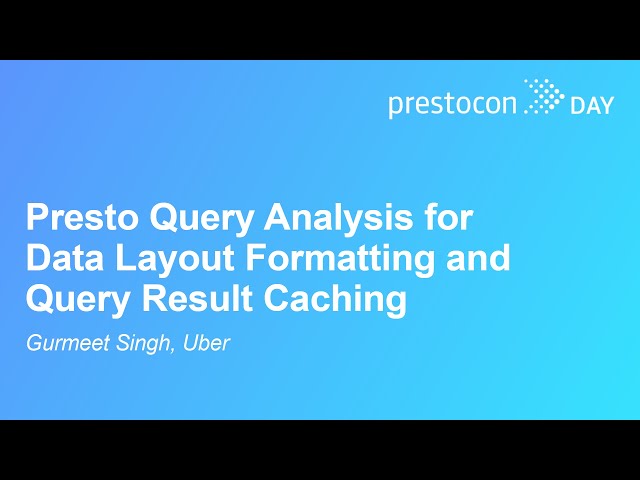 prestocon DAY
Presto Query Analysis for
Data Layout Formatting and
Query Result Caching
Gurmeet Singh, Uber